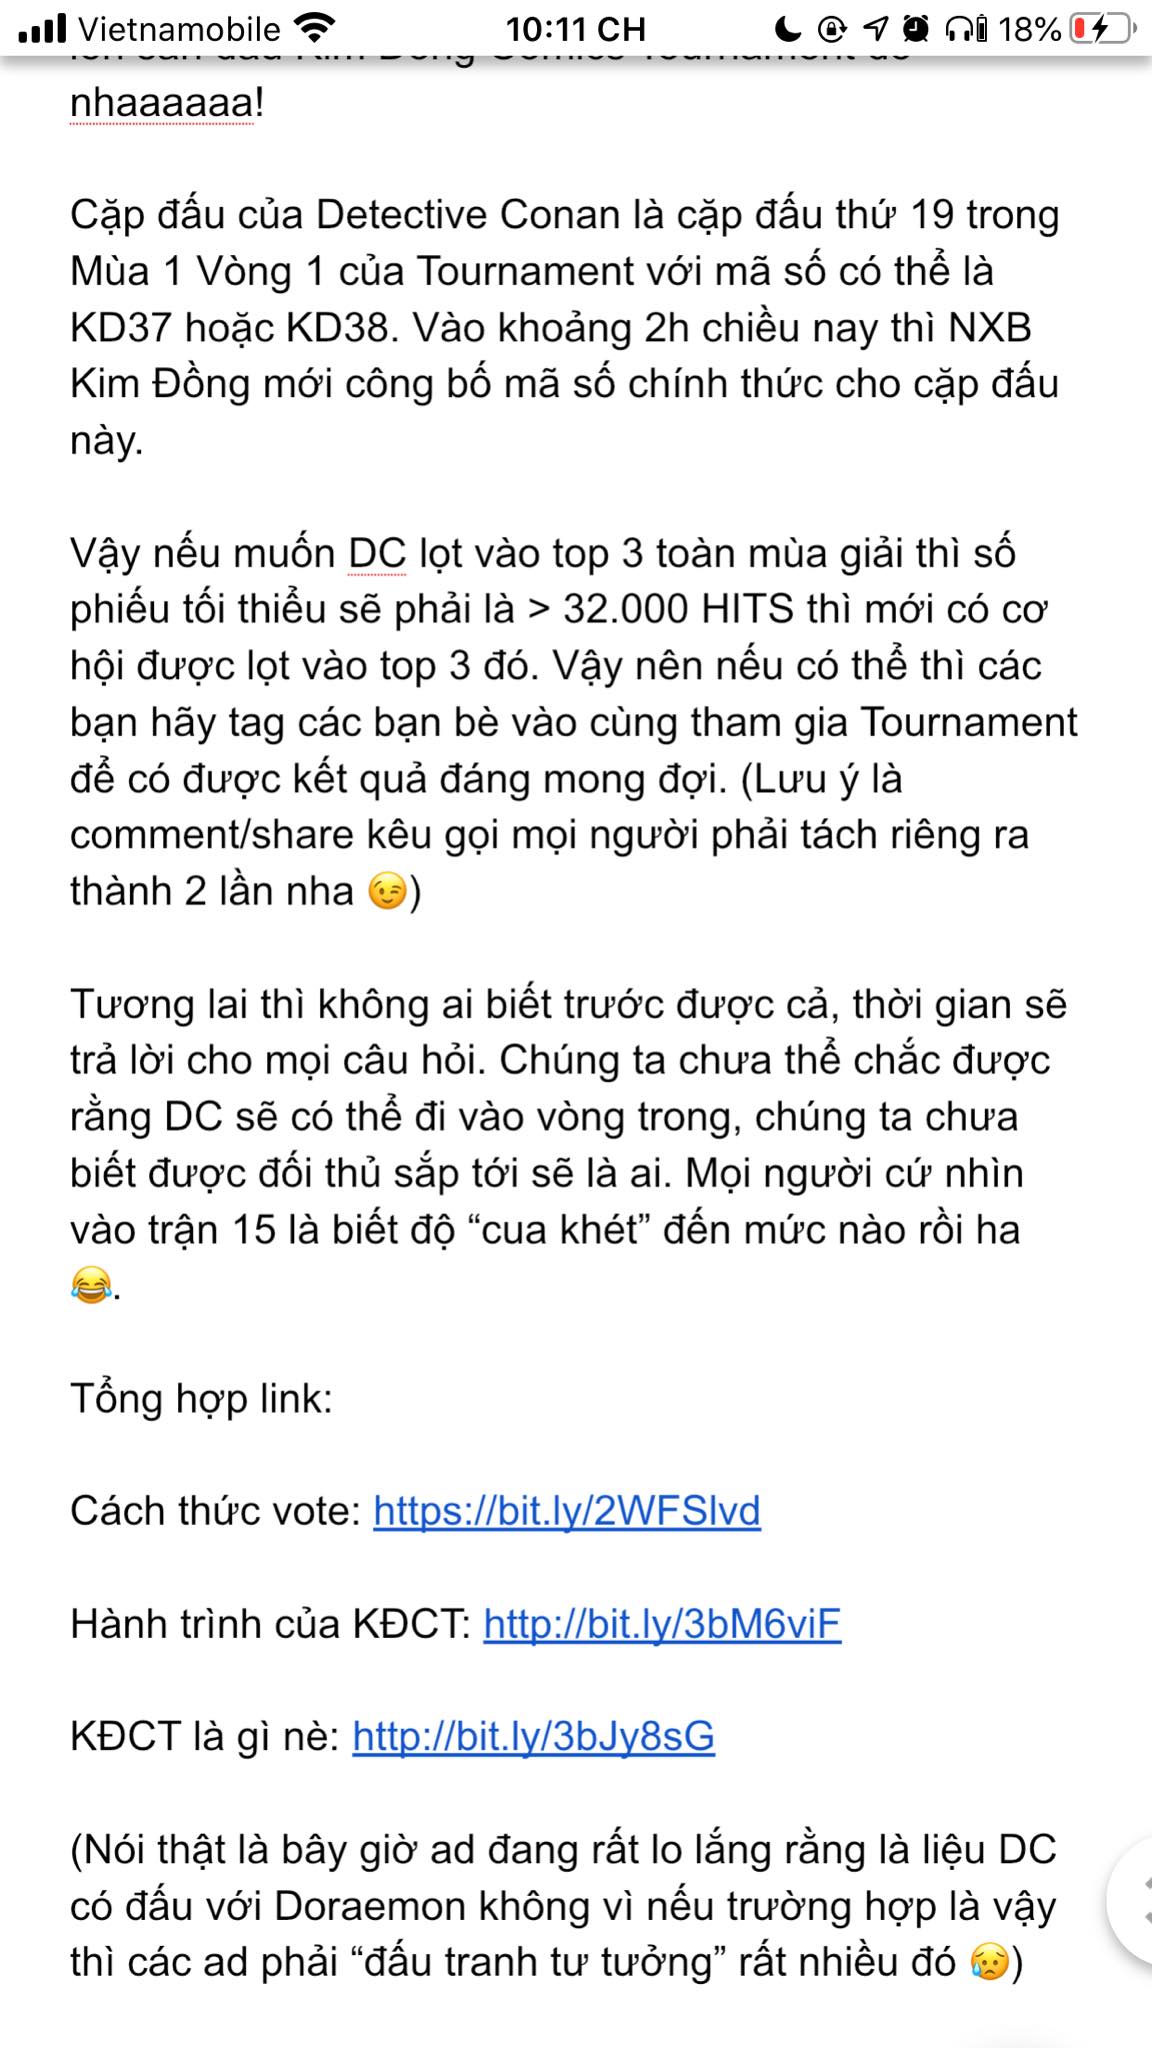 Vietnamobile 10:11 CH 18%
lên sàn đấu Kim Đồng Comics Tournament đó
nhaaaaaa!
Cặp đấu của Detective Conan là cặp đấu thứ 19 trong
Mùa 1 Vòng 1 của Tournament với mã số có thể là
KD37 hoặc KD38. Vào khoảng 2h chiều nay thì NXB
Kim Đồng mới công bố mã số chính thức cho cặp đấu
này.
Vậy nếu muốn DC lọt vào top 3 toàn mùa giải thì số
phiếu tối thiểu sẽ phải là > 32.000 HITS thì mới có cơ
hội được lọt vào top 3 đó. Vậy nên nếu có thể thì các
bạn hãy tag các bạn bè vào cùng tham gia Tournament
để có được kết quả đáng mong đợi. (Lưu ý là
comment/share kêu gọi mọi người phải tách riêng ra
thành 2 lần nha 😉)
Tương lai thì không ai biết trước được cả, thời gian sẽ
trả lời cho mọi câu hỏi. Chúng ta chưa thể chắc được
rằng DC sẽ có thể đi vào vòng trong, chúng ta chưa
biết được đối thủ sắp tới sẽ là ai. Mọi người cứ nhìn
vào trận 15 là biết độ “cua khét” đến mức nào rồi ha
😂.
Tổng hợp link:
Cách thức vote: https://bit.ly/2WFSlvd
Hành trình của KĐCT: http://bit.ly/3bM6viF
KĐCT là gì nè: http://bit.ly/3bJy8sG
(Nói thật là bây giờ ad đang rất lo lắng rằng là liệu DC
có đấu với Doraemon không vì nếu trường hợp là vậy
thì các ad phải “đấu tranh tư tưởng” rất nhiều đó 😥)